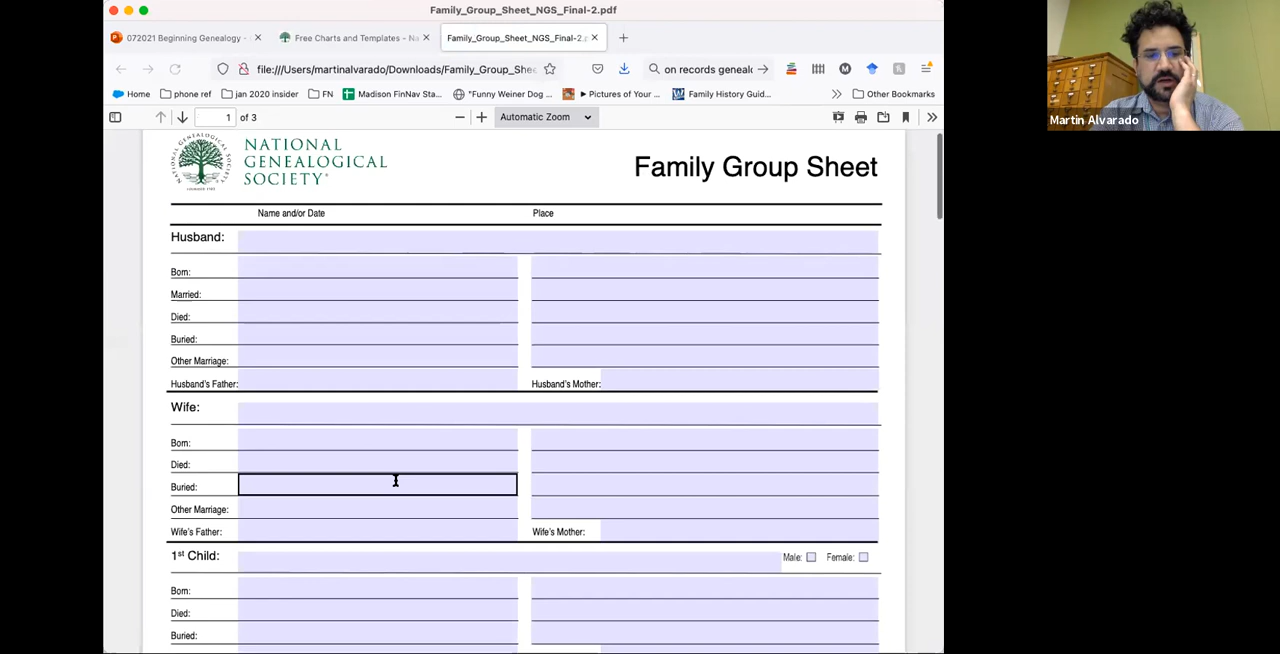 Family_Group_Sheet_NGS_Final-2.pdf
072021 Beginning Genealogy -
Free Charts and Templates - Na
Family_Group_Sheet_NGS_Final-2.p
file:///Users/martinalvarado/Downloads/Family_Group_Shee
on records genealo
Home
phone ref
jan 2020 insider
FN
Madison FinNav Sta...
"Funny Weiner Dog ...
Pictures of Your ...
Family History Guid...
Other Bookmarks
1 of 3
Automatic Zoom
NATIONAL
GENEALOGICAL
SOCIETY®
Family Group Sheet
Name and/or Date Place
Husband:
Born:
Married:
Died:
Buried:
Other Marriage:
Husband's Father: Husband's Mother:
Wife:
Born:
Died:
Buried:
Other Marriage:
Wife's Father: Wife's Mother:
1st Child: Male: Female:
Born:
Died:
Buried:
Martin Alvarado